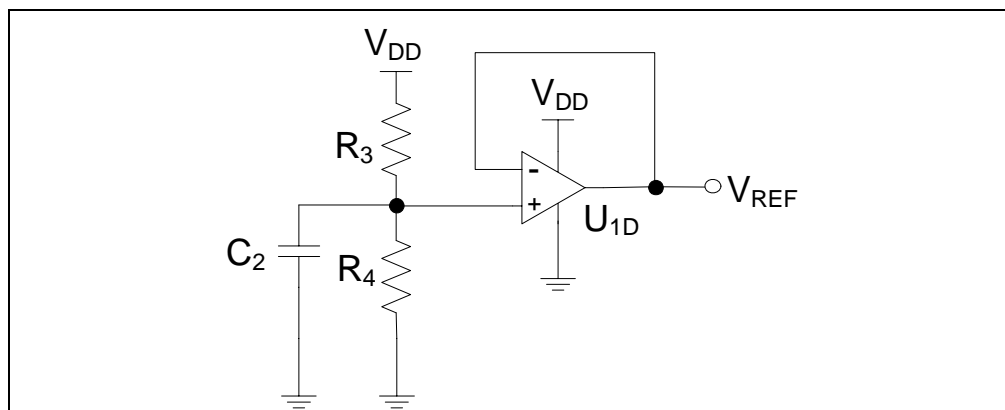 VDD
R3
VDD
-
+
VREF
U1D
C2
R4